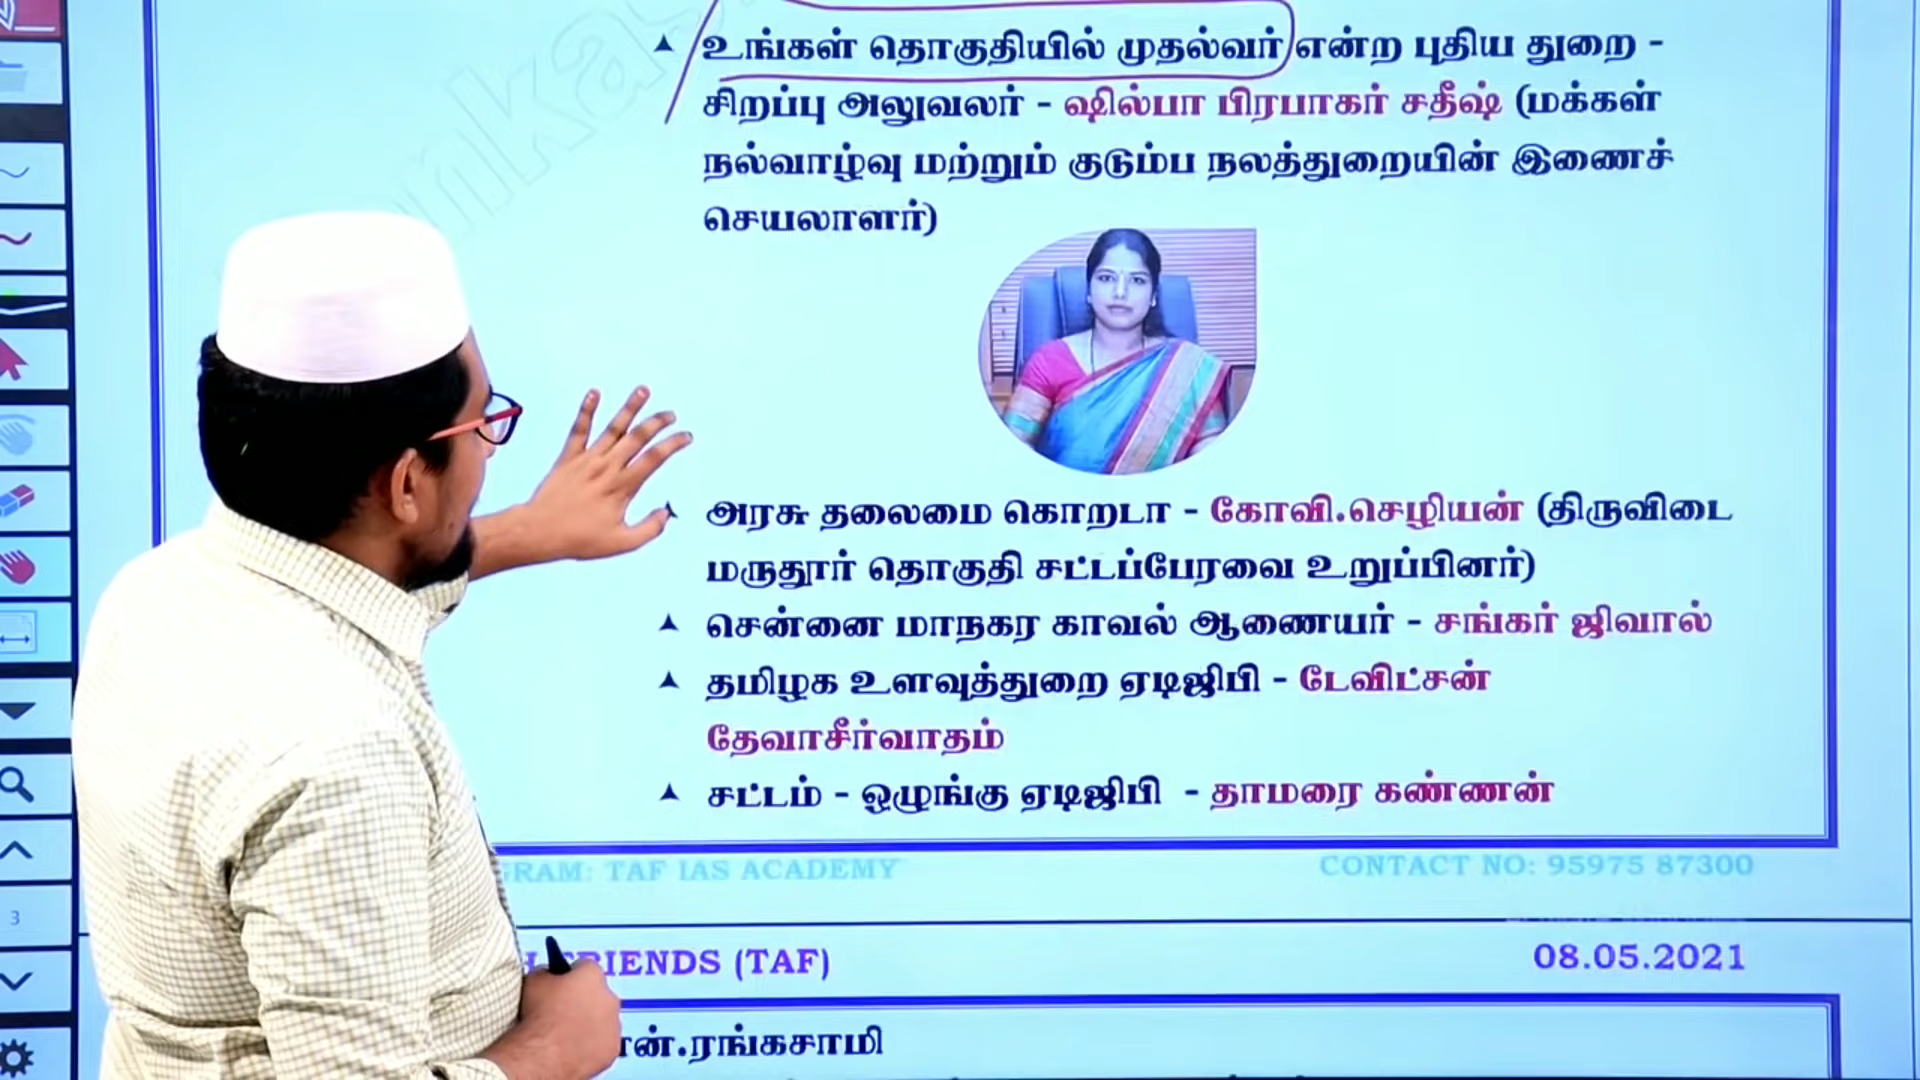 உங்கள் தொகுதியில் முதல்வர் என்ற புதிய துறை -
சிறப்பு அலுவலர் - ஷில்பா பிரபாகர் சதீஷ் (மக்கள்
நல்வாழ்வு மற்றும் குடும்ப நலத்துறையின் இணைச்
செயலாளர்)
அரசு தலைமை கொறடா - கோவி.செழியன் (திருவிடை
மருதூர் தொகுதி சட்டப்பேரவை உறுப்பினர்)
சென்னை மாநகர காவல் ஆணையர் - சங்கர் ஜிவால்
தமிழக உளவுத்துறை ஏடிஜிபி - டேவிட்சன்
தேவாசீர்வாதம்
சட்டம் - ஒழுங்கு ஏடிஜிபி - தாமரை கண்ணன்
GRAM: TAF IAS ACADEMY CONTACT NO: 95975 87300
3
FRIENDS (TAF) 08.05.2021
என்.ரங்கசாமி